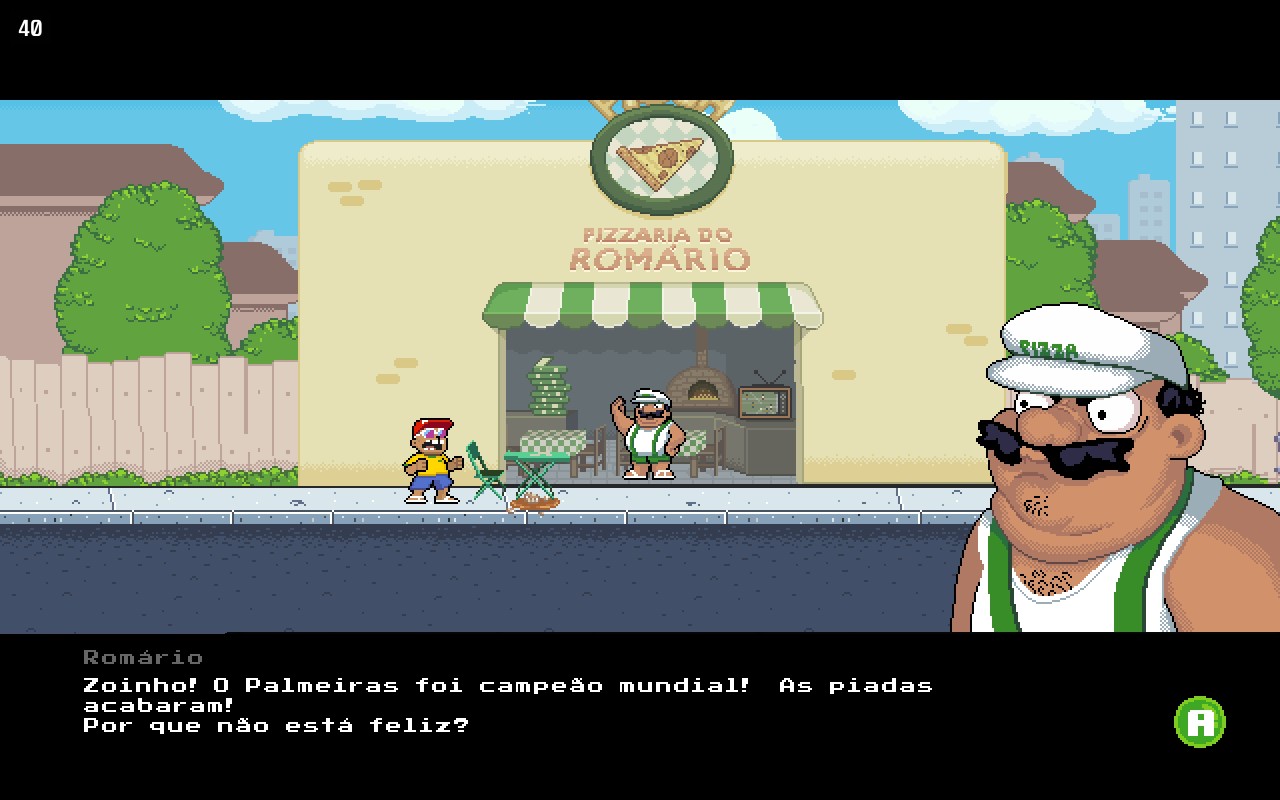 40
PIZZARIA DO
ROMÁRIO
PIZZA
Romário
Zoinho! O Palmeiras foi campeão mundial! As piadas
acabaram!
Por que não está feliz?
A